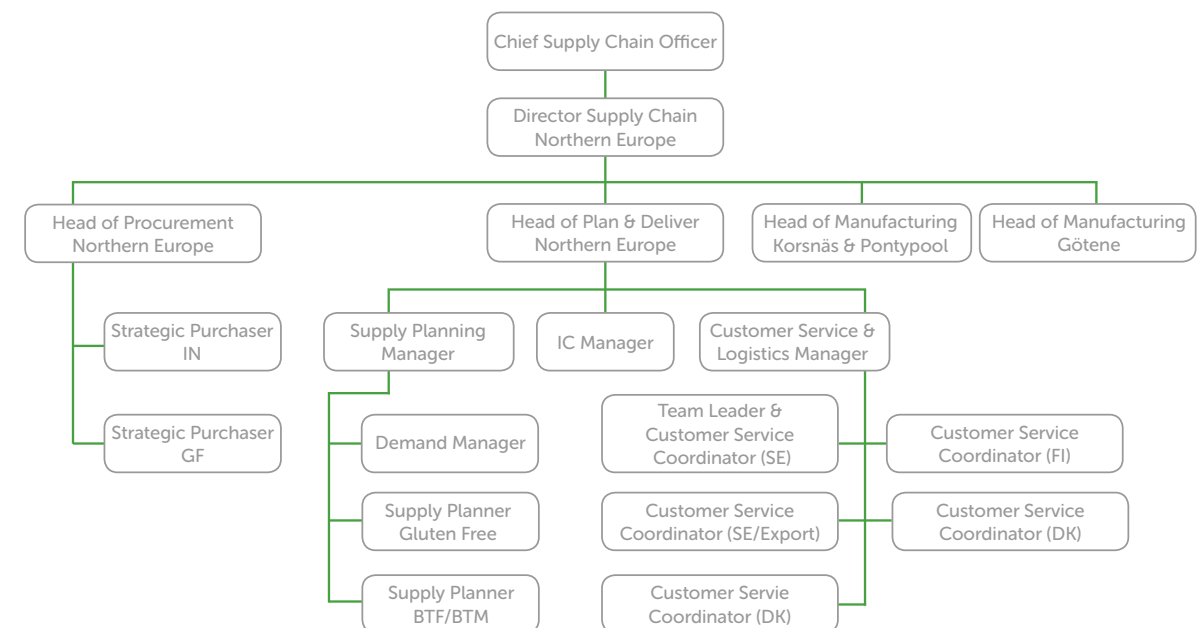 Chief Supply Chain Officer
Director Supply Chain
Northern Europe
Head of Procurement
Northern Europe
Head of Plan & Deliver
Northern Europe
Head of Manufacturing
Korsnäs & Pontypool
Head of Manufacturing
Götene
Strategic Purchaser
IN
Supply Planning
Manager
IC Manager
Customer Service &
Logistics Manager
Strategic Purchaser
GF
Demand Manager
Team Leader &
Customer Service
Coordinator (SE)
Customer Service
Coordinator (FI)
Supply Planner
Gluten Free
Customer Service
Coordinator (SE/Export)
Customer Service
Coordinator (DK)
Supply Planner
BTF/BTM
Customer Servie
Coordinator (DK)